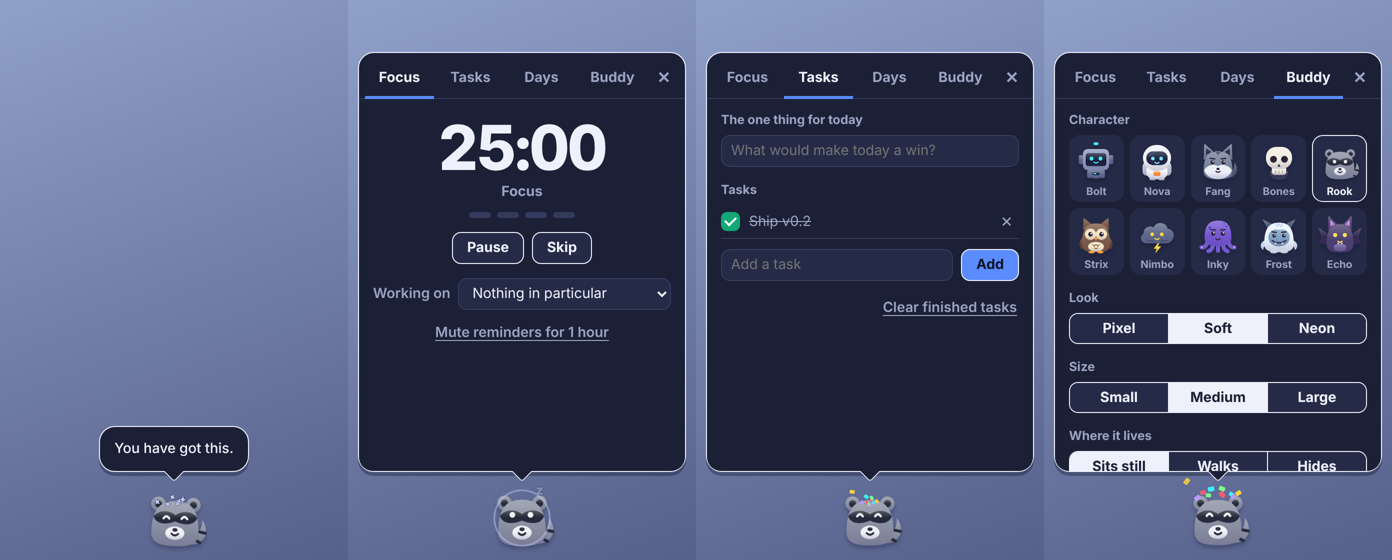 You have got this.
Focus Tasks Days Buddy ✕
25:00
Focus
Pause Skip
Working on Nothing in particular
Mute reminders for 1 hour
z
Focus Tasks Days Buddy ✕
The one thing for today
What would make today a win?
Tasks
Ship v0.2 ✕
Add a task Add
Clear finished tasks
Focus Tasks Days Buddy ✕
Character
Bolt Nova Fang Bones Rook
Strix Nimbo Inky Frost Echo
Look
Pixel Soft Neon
Size
Small Medium Large
Where it lives
Sits still Walks Hides